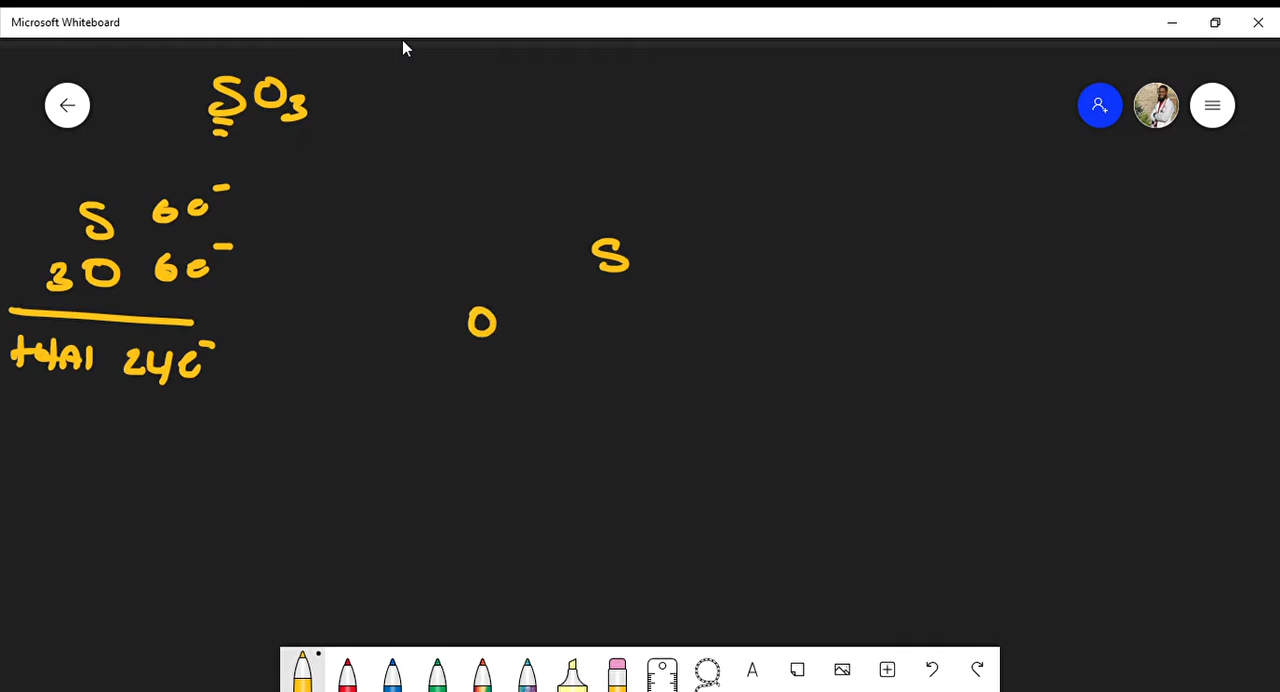 Microsoft Whiteboard
SO₃
S 6e⁻
3O 6e⁻
total 24e⁻
S
O
A